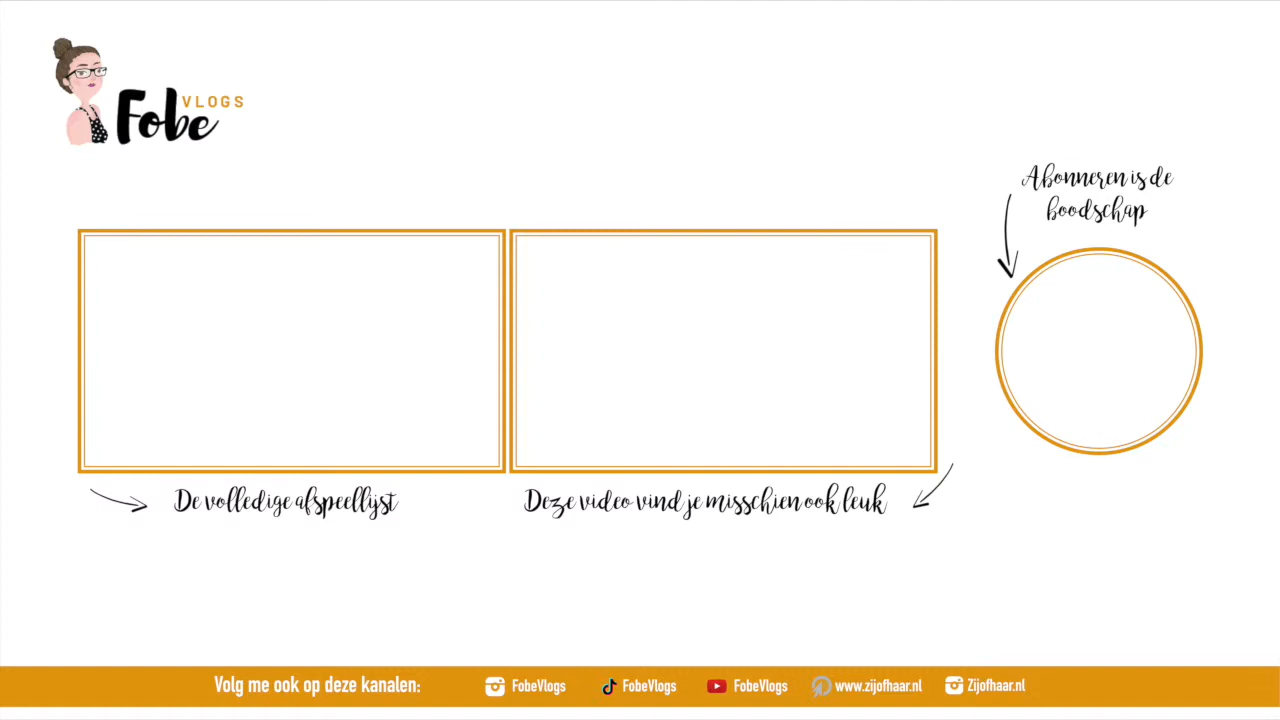 VLOGS
Fobe
Abonneren is de
boodschap
De volledige afspeellijst
Deze video vind je misschien ook leuk
Volg me ook op deze kanalen: FobeVlogs FobeVlogs FobeVlogs www.zijofhaar.nl Zijofhaar.nl